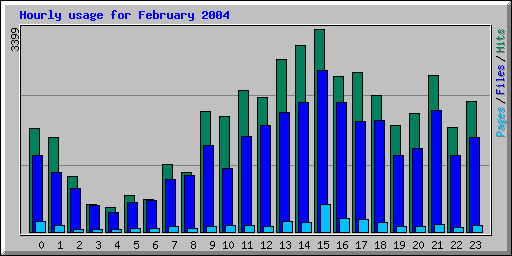 Hourly usage for February 2004
3399
Pages/Files/Hits
0 1 2 3 4 5 6 7 8 9 10 11 12 13 14 15 16 17 18 19 20 21 22 23